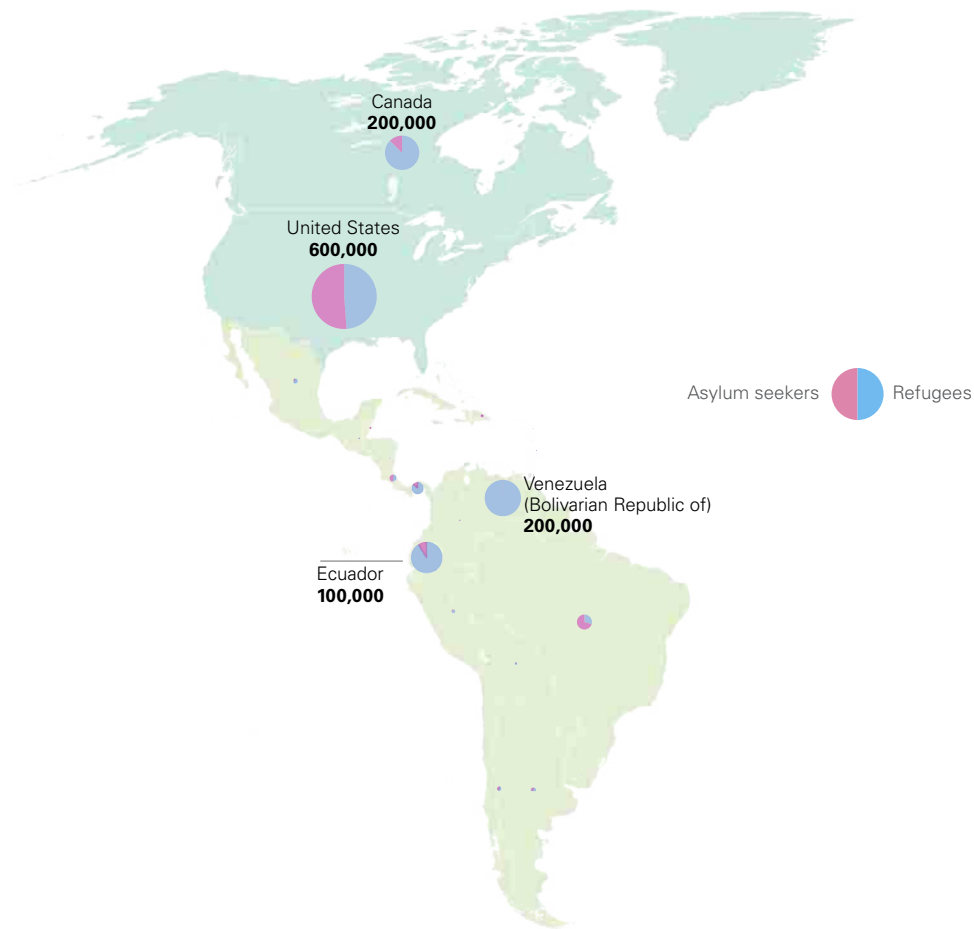 Canada
200,000
United States
600,000
Asylum seekers
Refugees
Venezuela
(Bolivarian Republic of)
200,000
Ecuador
100,000